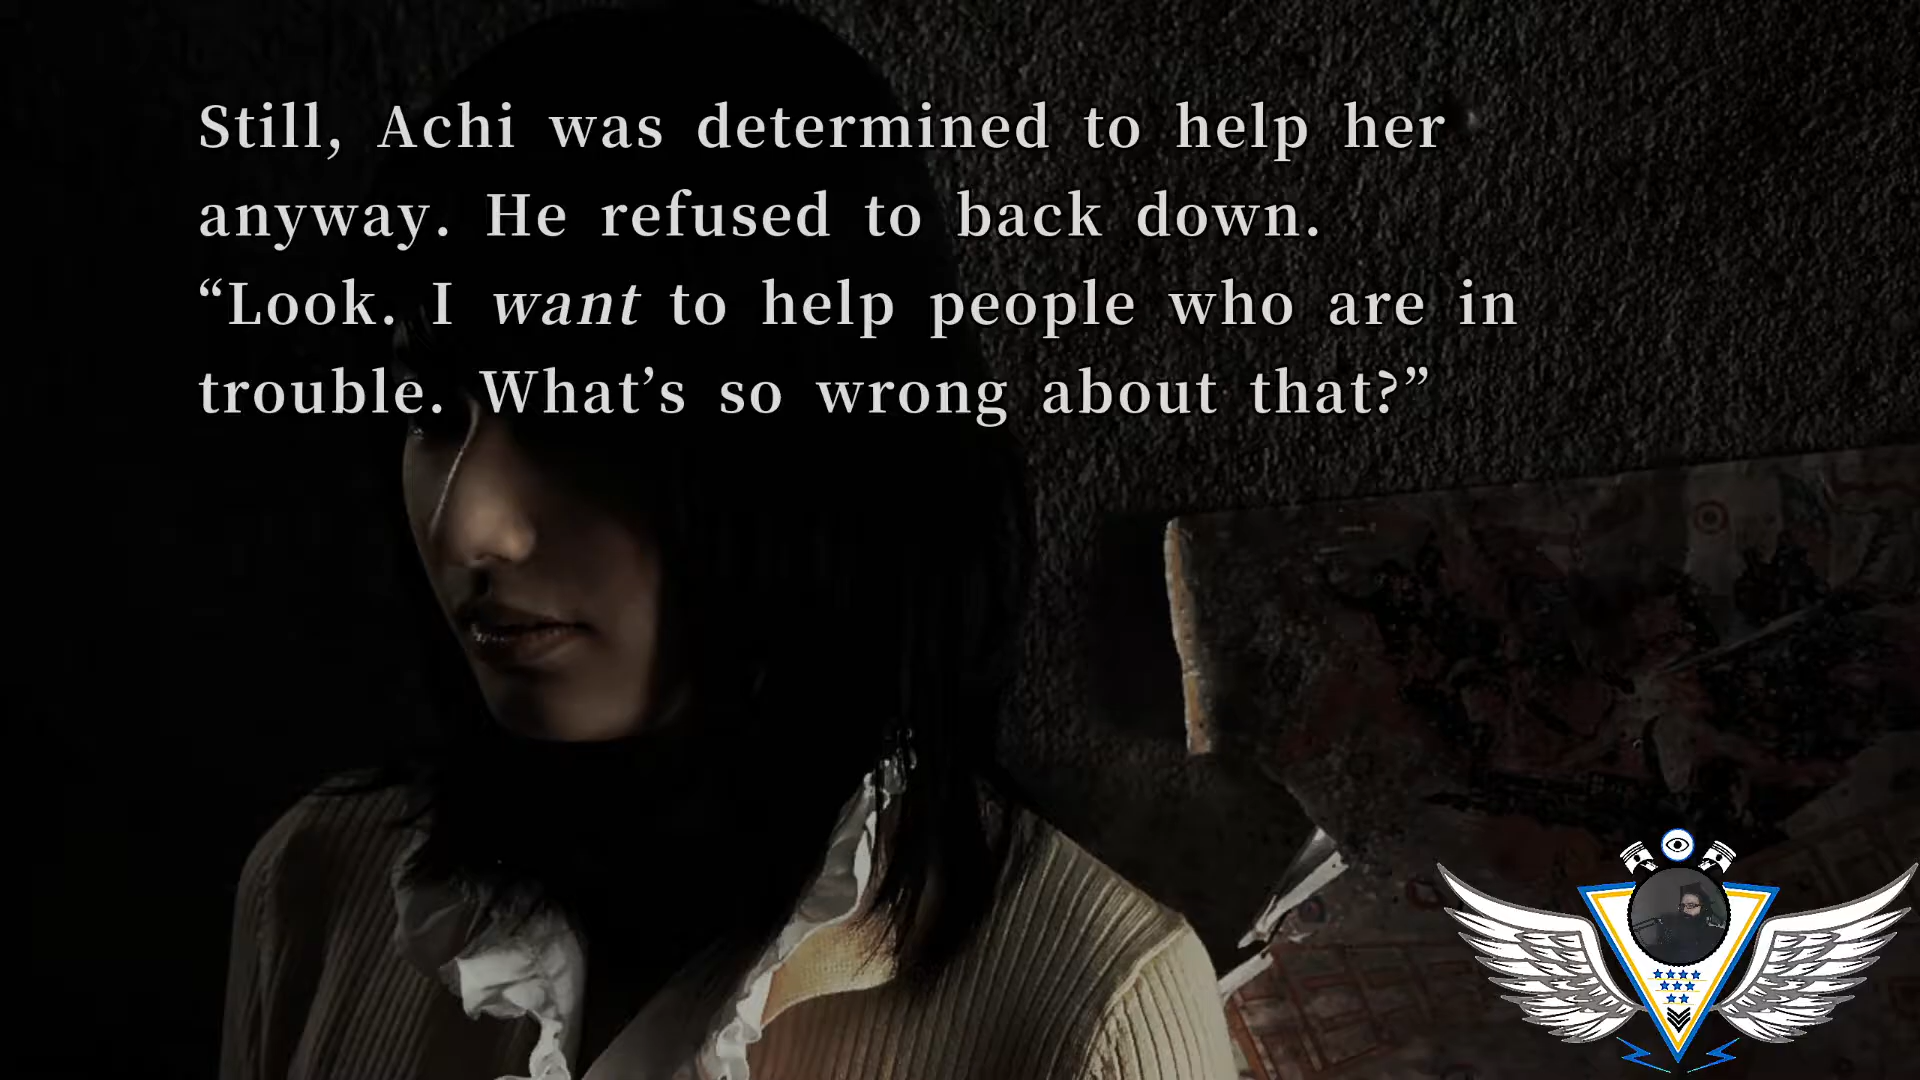 Still, Achi was determined to help her
anyway. He refused to back down.
“Look. I want to help people who are in
trouble. What’s so wrong about that?”